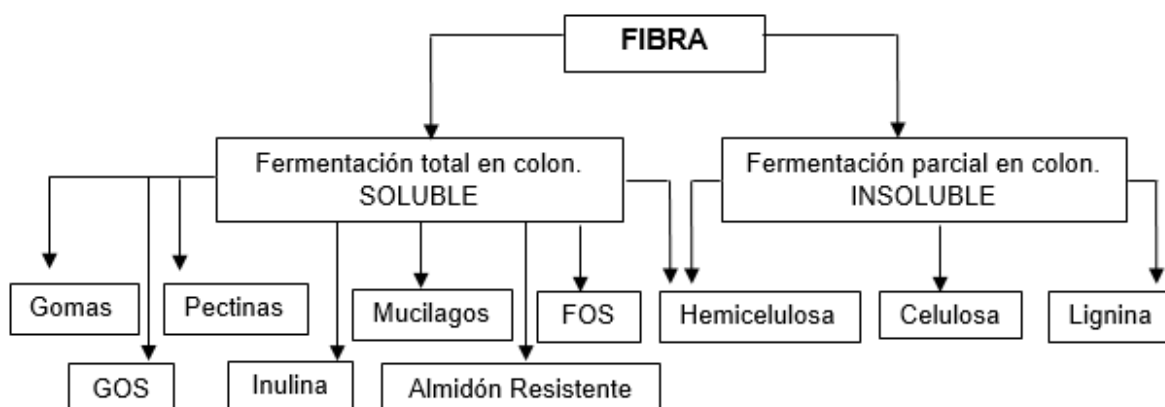 FIBRA
Fermentación total en colon.
SOLUBLE
Fermentación parcial en colon.
INSOLUBLE
Gomas
Pectinas
Mucilagos
FOS
Hemicelulosa
Celulosa
Lignina
GOS
Inulina
Almidón Resistente